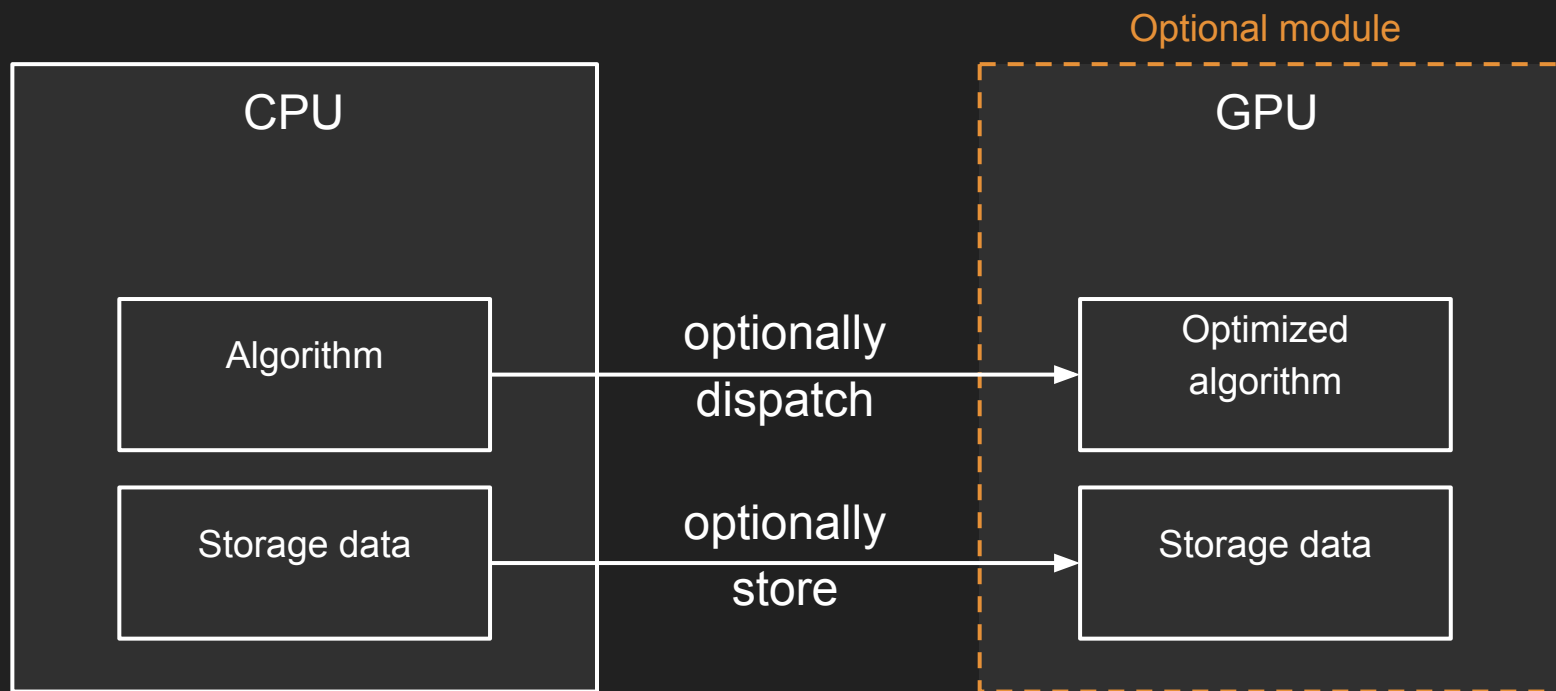 Optional module
CPU
GPU
Algorithm
optionally
dispatch
Optimized
algorithm
Storage data
optionally
store
Storage data